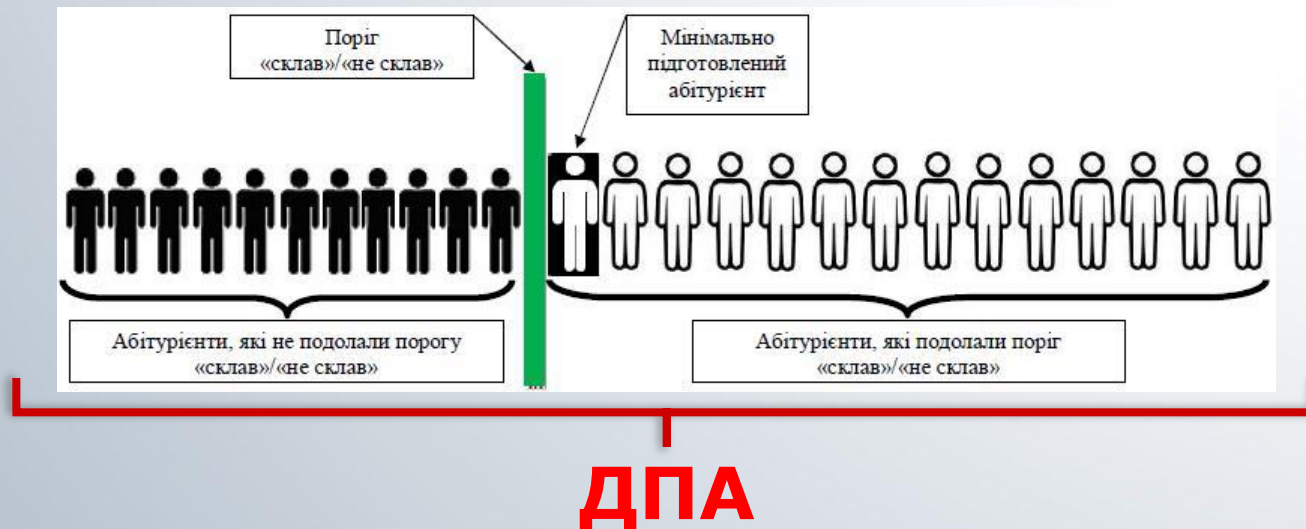 Поріг
«склав»/«не склав»
Мінімально
підготовлений
абітурієнт
Абітурієнти, які не подолали порогу
«склав»/«не склав»
Абітурієнти, які подолали поріг
«склав»/«не склав»
ДПА